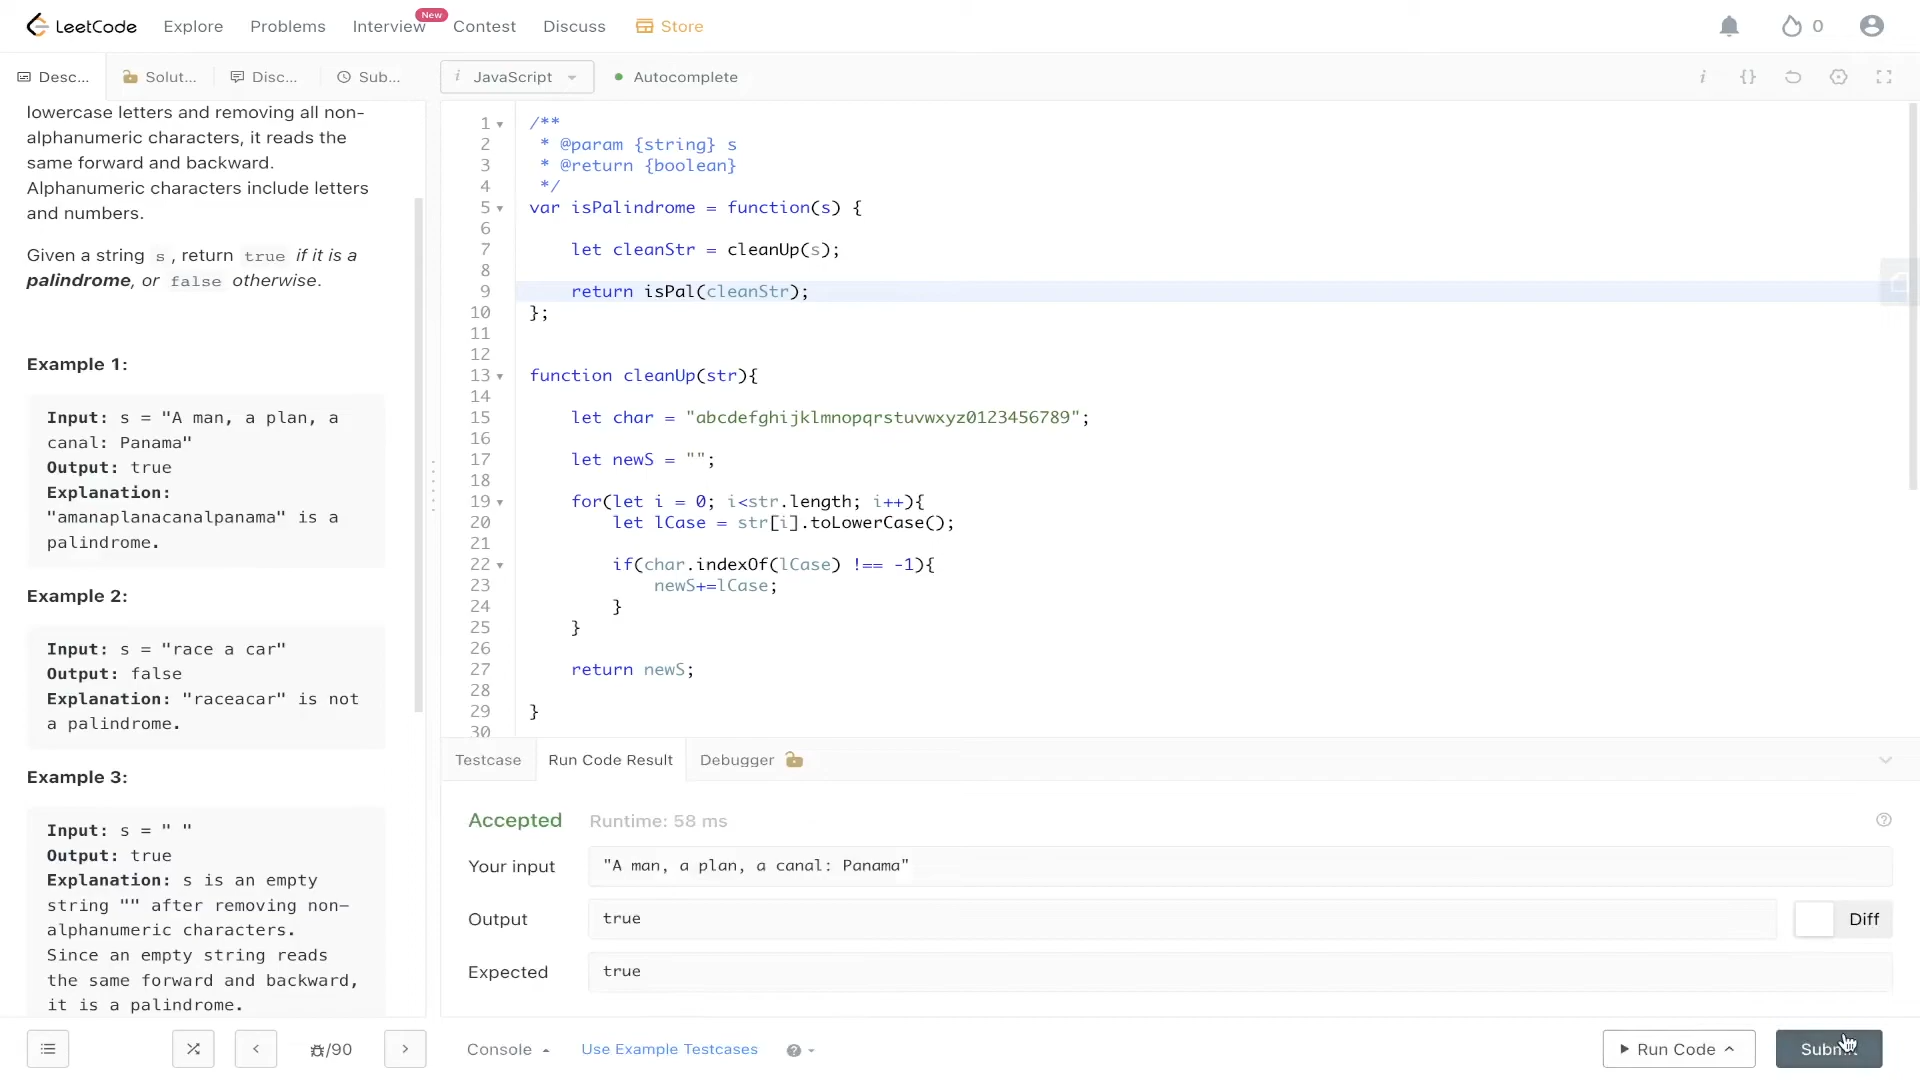 LeetCode Explore Problems Interview New Contest Discuss Store 0
Desc... Solut... Disc... Sub... i JavaScript Autocomplete i {}
lowercase letters and removing all non-
alphanumeric characters, it reads the
same forward and backward.
Alphanumeric characters include letters
and numbers.
Given a string s , return true if it is a
palindrome, or false otherwise.
Example 1:
Input: s = "A man, a plan, a
canal: Panama"
Output: true
Explanation:
"amanaplanacanalpanama" is a
palindrome.
Example 2:
Input: s = "race a car"
Output: false
Explanation: "raceacar" is not
a palindrome.
Example 3:
Input: s = " "
Output: true
Explanation: s is an empty
string "" after removing non-
alphanumeric characters.
Since an empty string reads
the same forward and backward,
it is a palindrome.
1 /**
2  * @param {string} s
3  * @return {boolean}
4  */
5 var isPalindrome = function(s) {
6
7     let cleanStr = cleanUp(s);
8
9     return isPal(cleanStr);
10 };
11
12
13 function cleanUp(str){
14
15     let char = "abcdefghijklmnopqrstuvwxyz0123456789";
16
17     let newS = "";
18
19     for(let i = 0; i<str.length; i++){
20         let lCase = str[i].toLowerCase();
21
22         if(char.indexOf(lCase) !== -1){
23             newS+=lCase;
24         }
25     }
26
27     return newS;
28
29 }
30
Testcase Run Code Result Debugger
Accepted Runtime: 58 ms
Your input "A man, a plan, a canal: Panama"
Output true Diff
Expected true
/90 Console Use Example Testcases Run Code Submit